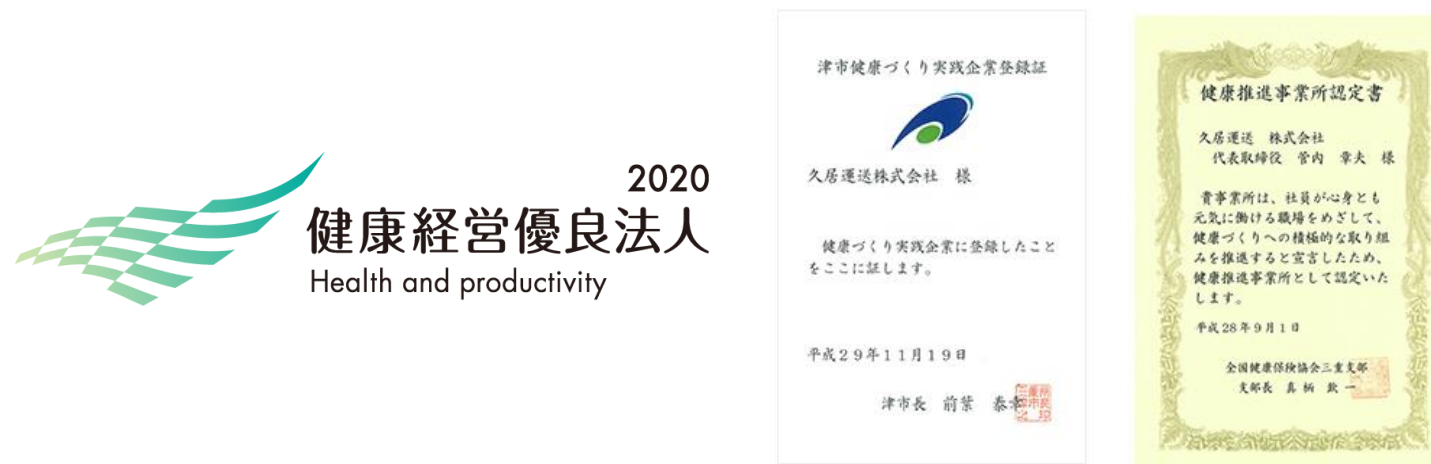 2020
健康経営優良法人
Health and productivity
津市健康づくり実践企業登録証
久居運送株式会社 様
健康づくり実践企業に登録したこと
をここに証します。
平成29年11月19日
津市長 前葉 泰幸
健康推進事業所認定書
久居運送 株式会社
代表取締役 菅内 章夫 様
貴事業所は、社員が心身とも
元気に働ける職場をめざして、
健康づくりへの積極的な取り組
みを推進すると宣言したため、
健康推進事業所として認定いた
します。
平成28年9月1日
全国健康保険協会三重支部
支部長 真柄 欽一